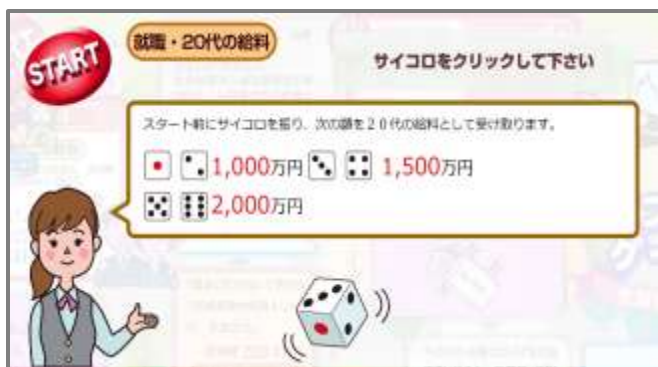 START
就職・20代の給料
サイコロをクリックして下さい
スタート前にサイコロを振り、次の額を20代の給料として受け取ります。
1,000万円 1,500万円
2,000万円